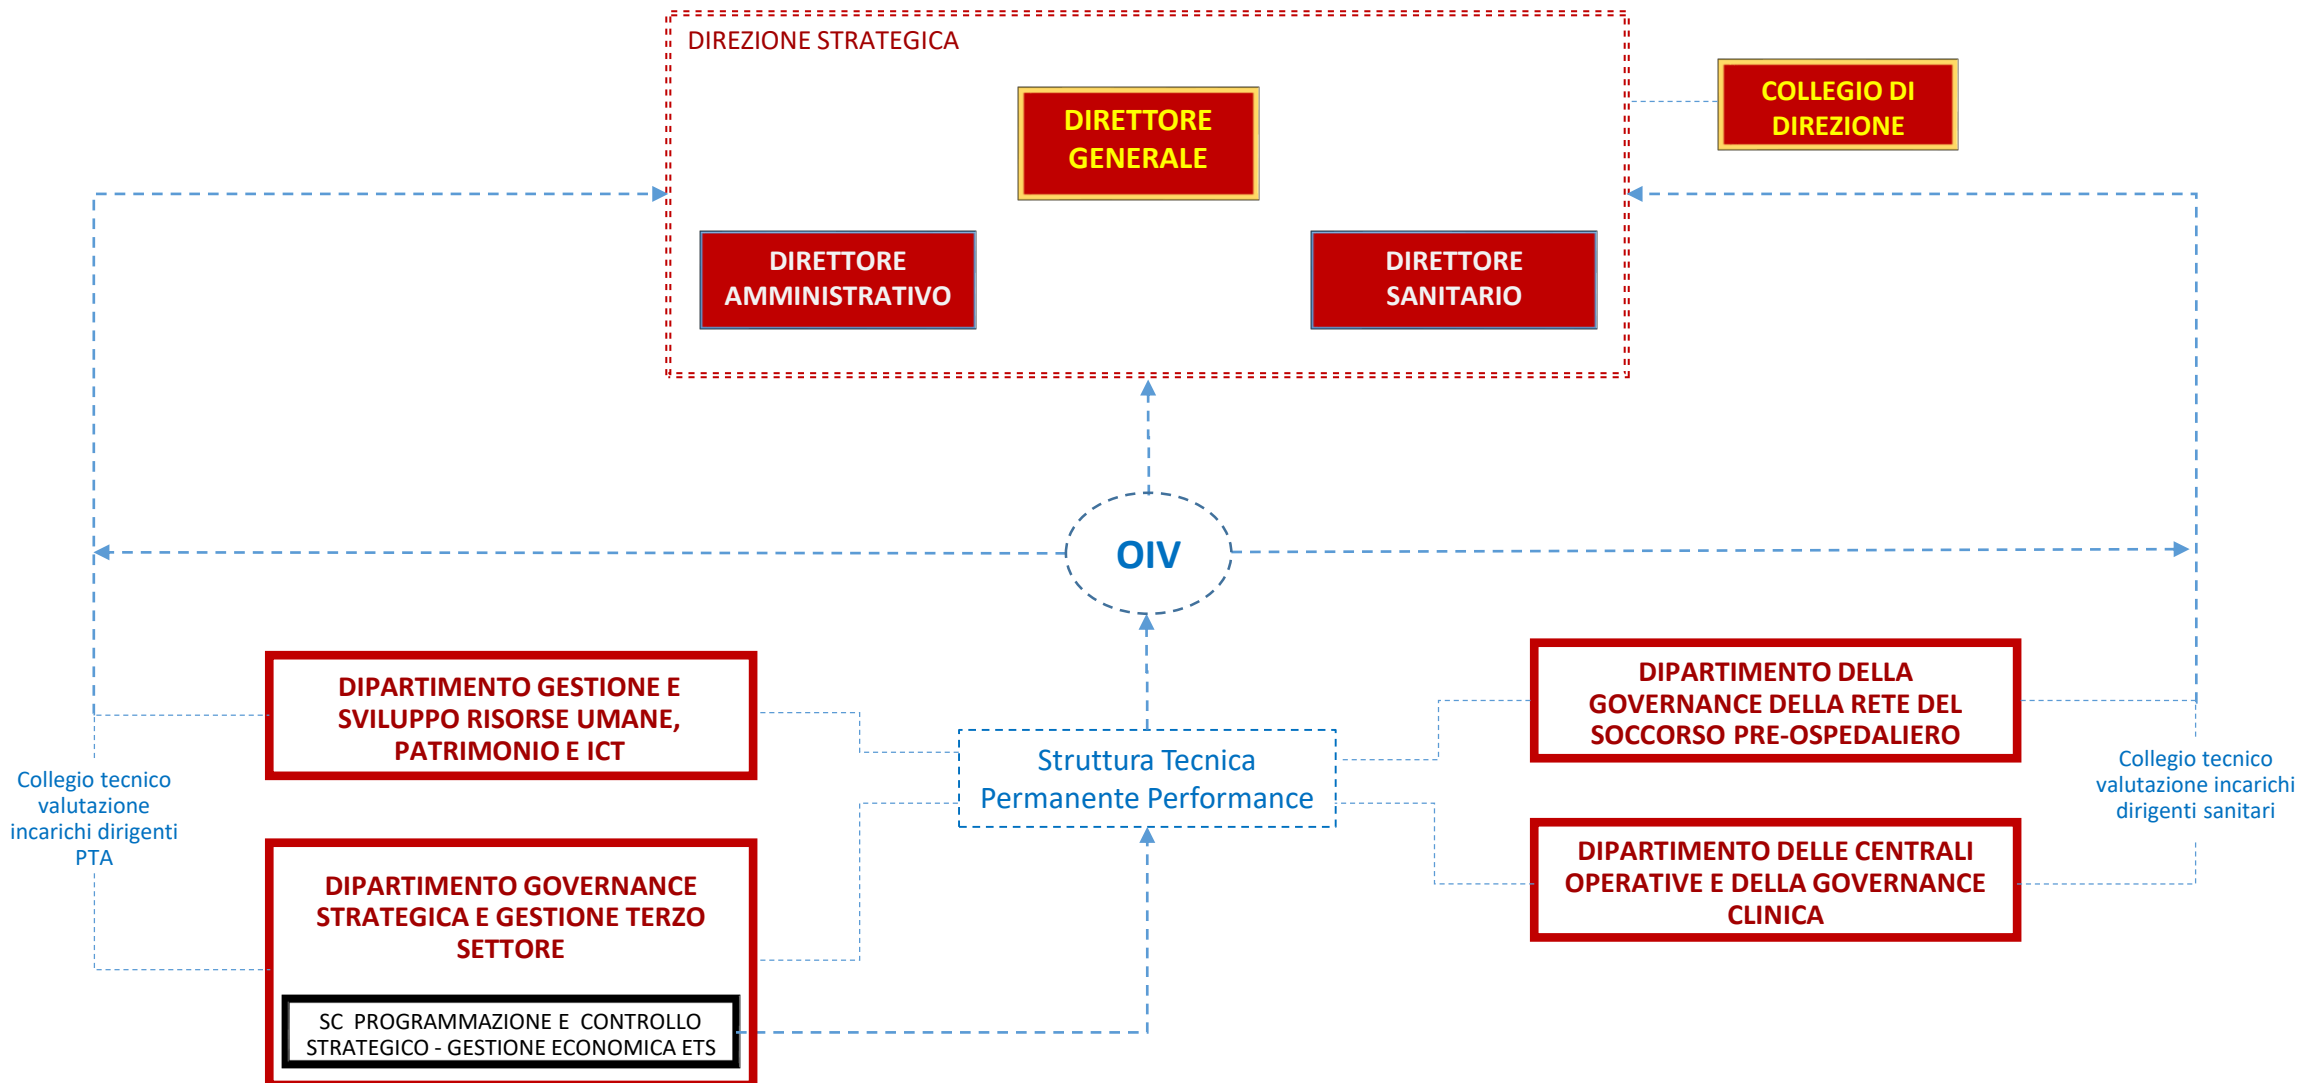 DIREZIONE STRATEGICA
COLLEGIO DI
DIREZIONE
DIRETTORE
GENERALE
DIRETTORE
AMMINISTRATIVO
DIRETTORE
SANITARIO
OIV
DIPARTIMENTO GESTIONE E
SVILUPPO RISORSE UMANE,
PATRIMONIO E ICT
DIPARTIMENTO DELLA
GOVERNANCE DELLA RETE DEL
SOCCORSO PRE-OSPEDALIERO
Struttura Tecnica
Permanente Performance
Collegio tecnico
valutazione
incarichi dirigenti
PTA
Collegio tecnico
valutazione incarichi
dirigenti sanitari
DIPARTIMENTO GOVERNANCE
STRATEGICA E GESTIONE TERZO
SETTORE
DIPARTIMENTO DELLE CENTRALI
OPERATIVE E DELLA GOVERNANCE
CLINICA
SC PROGRAMMAZIONE E CONTROLLO
STRATEGICO - GESTIONE ECONOMICA ETS